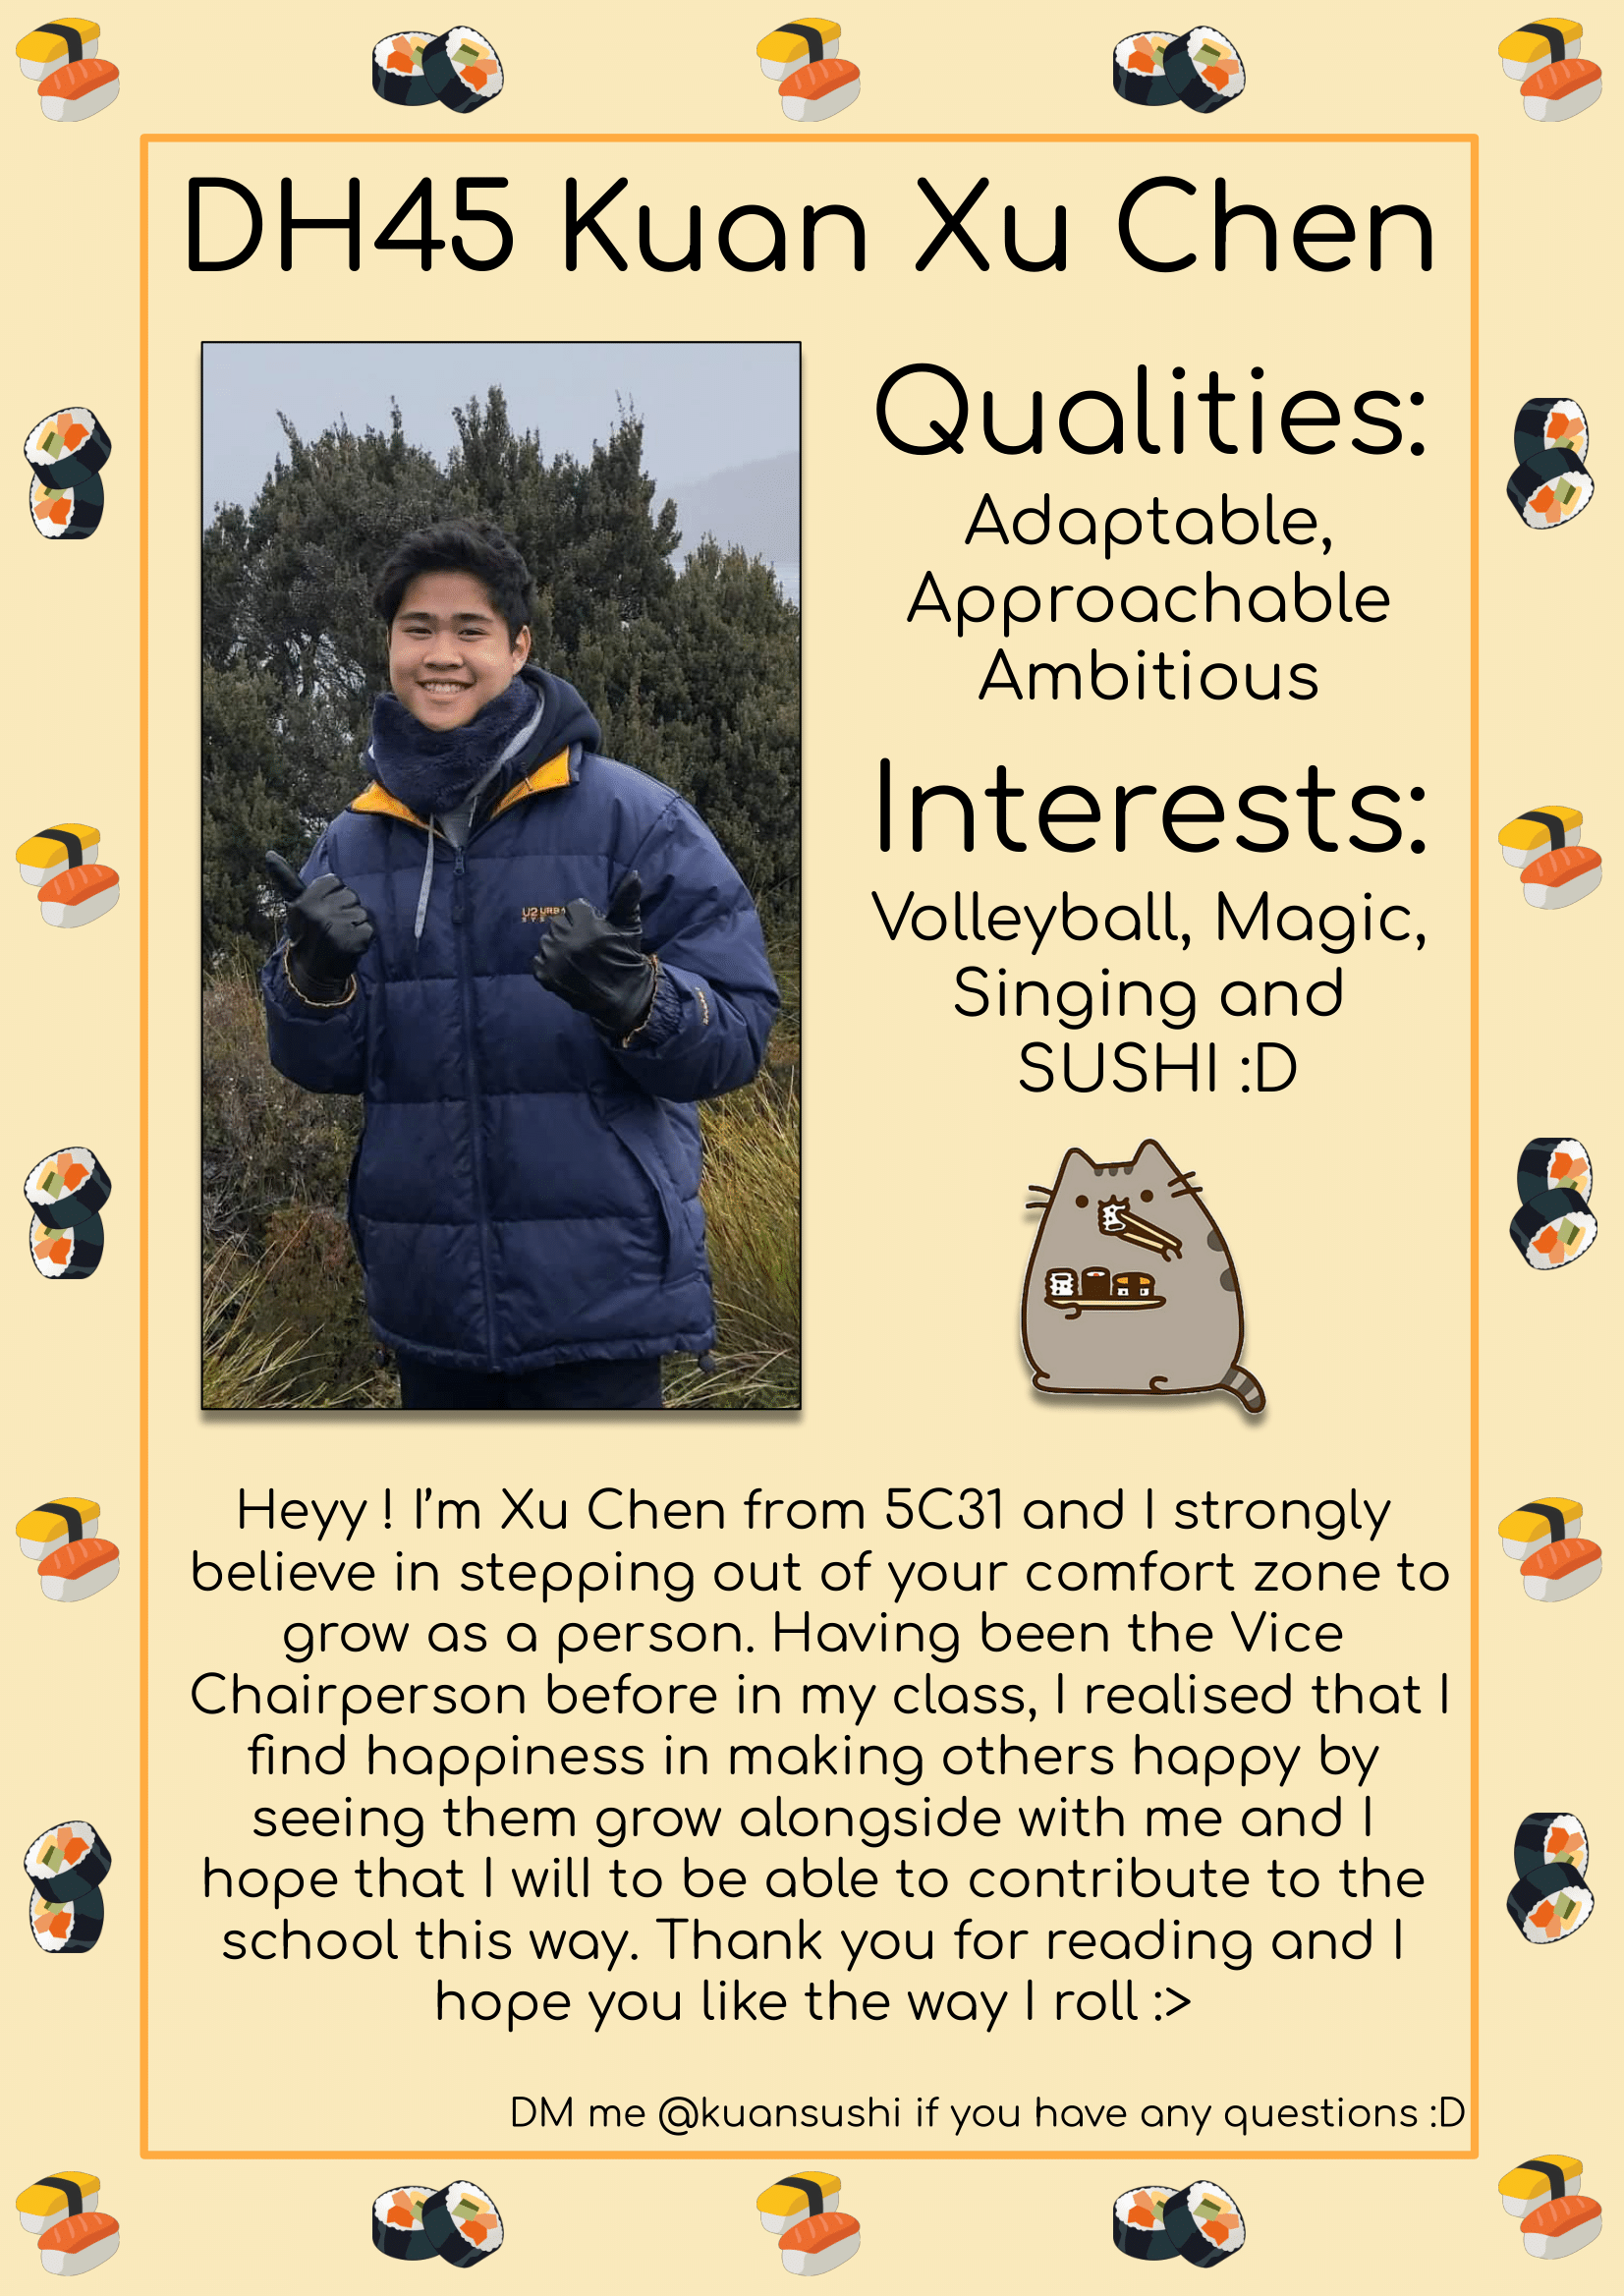 DH45 Kuan Xu Chen
Qualities:
Adaptable,
Approachable
Ambitious
Interests:
Volleyball, Magic,
Singing and
SUSHI :D
Heyy ! I'm Xu Chen from 5C31 and I strongly
believe in stepping out of your comfort zone to
grow as a person. Having been the Vice
Chairperson before in my class, I realised that I
find happiness in making others happy by
seeing them grow alongside with me and I
hope that I will to be able to contribute to the
school this way. Thank you for reading and I
hope you like the way I roll :>
DM me @kuansushi if you have any questions :D